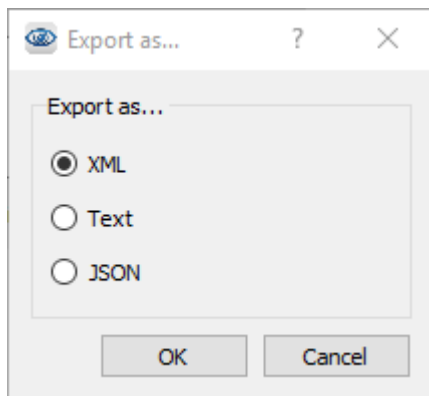 Export as...
?
Export as...
XML
Text
JSON
OK Cancel